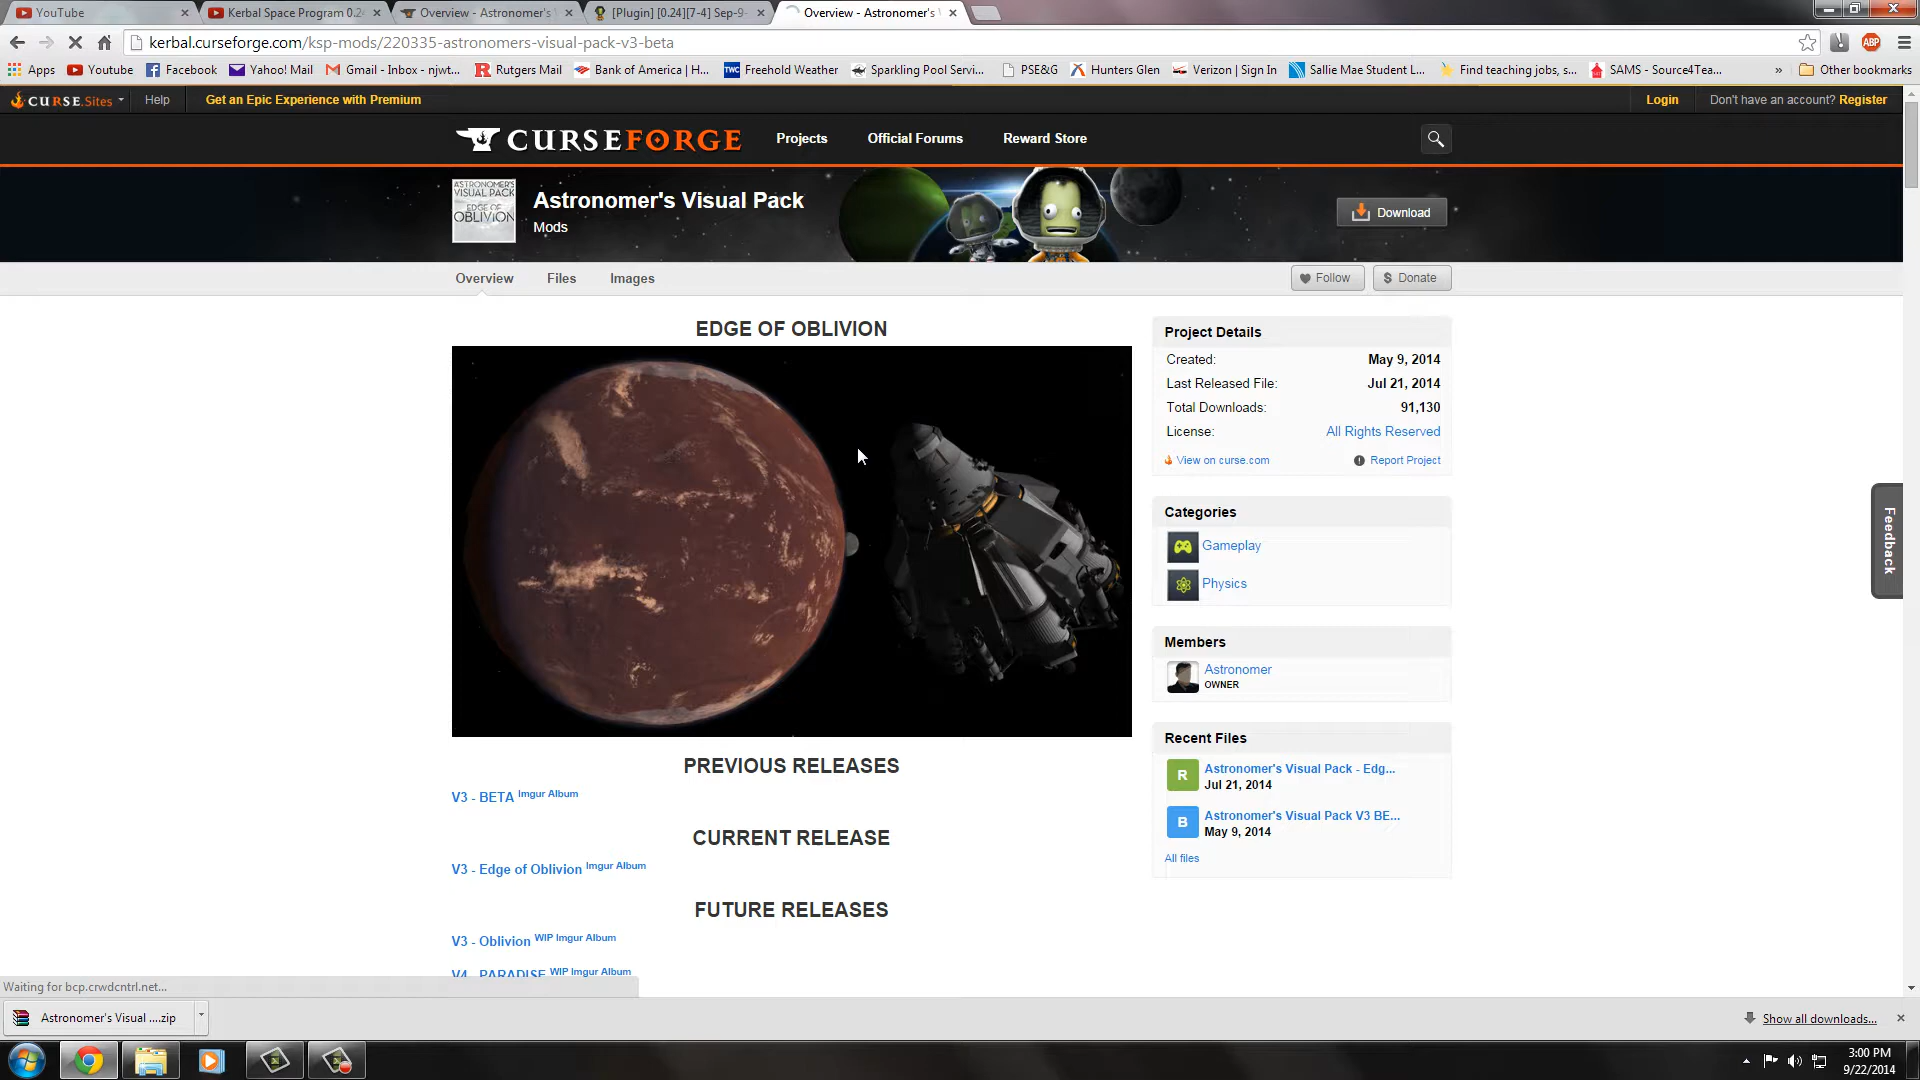 YouTube
Kerbal Space Program 0.24
Overview - Astronomer's
[Plugin] [0.24][7-4] Sep-9-
Overview - Astronomer's
kerbal.curseforge.com/ksp-mods/220335-astronomers-visual-pack-v3-beta
Apps Youtube Facebook Yahoo! Mail Gmail - Inbox - njwt... Rutgers Mail Bank of America | H... TWC Freehold Weather Sparkling Pool Servi... PSE&G Hunters Glen Verizon | Sign In Sallie Mae Student L... Find teaching jobs, s... SAMS - Source4Tea... » Other bookmarks
CURSE.Sites Help Get an Epic Experience with Premium Login Don't have an account? Register
CURSEFORGE Projects Official Forums Reward Store
ASTRONOMER'S
VISUAL PACK
EDGE OF
OBLIVION
Astronomer's Visual Pack
Mods
Download
Overview Files Images Follow $ Donate
EDGE OF OBLIVION
PREVIOUS RELEASES
V3 - BETA Imgur Album
CURRENT RELEASE
V3 - Edge of Oblivion Imgur Album
FUTURE RELEASES
V3 - Oblivion WIP Imgur Album
V4 - PARADISE WIP Imgur Album
Project Details
Created: May 9, 2014
Last Released File: Jul 21, 2014
Total Downloads: 91,130
License: All Rights Reserved
View on curse.com Report Project
Categories
Gameplay
Physics
Members
Astronomer
OWNER
Recent Files
R Astronomer's Visual Pack - Edg...
Jul 21, 2014
B Astronomer's Visual Pack V3 BE...
May 9, 2014
All files
Feedback
Waiting for bcp.crwdcntrl.net...
Astronomer's Visual ....zip
Show all downloads...
3:00 PM
9/22/2014